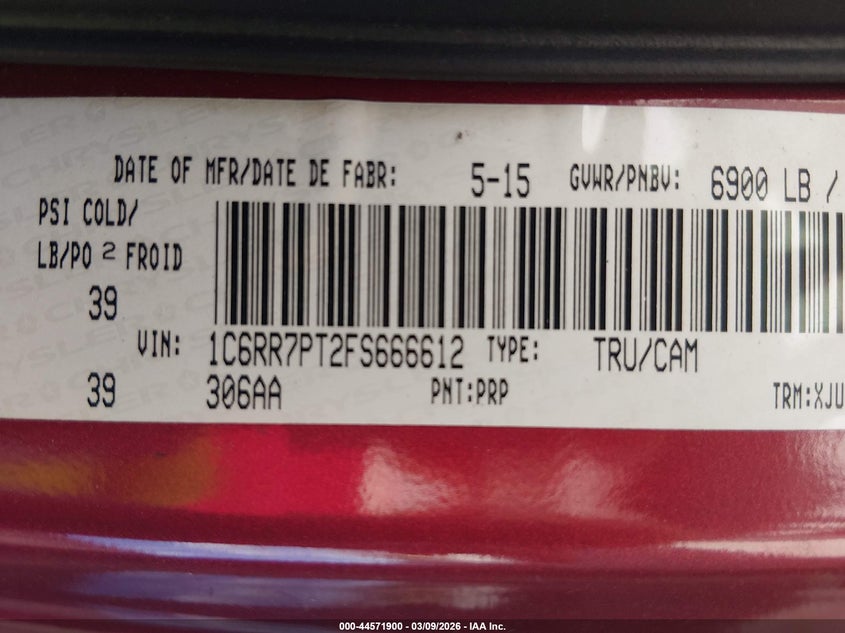 DATE OF MFR/DATE DE FABR: 5-15 GVWR/PNBV: 6900 LB /
PSI COLD/
LB/PO 2 FROID
39
VIN: 1C6RR7PT2FS666612 TYPE: TRU/CAM
39 306AA PNT:PRP TRM:XJU
000-44571900 - 03/09/2026 - IAA Inc.